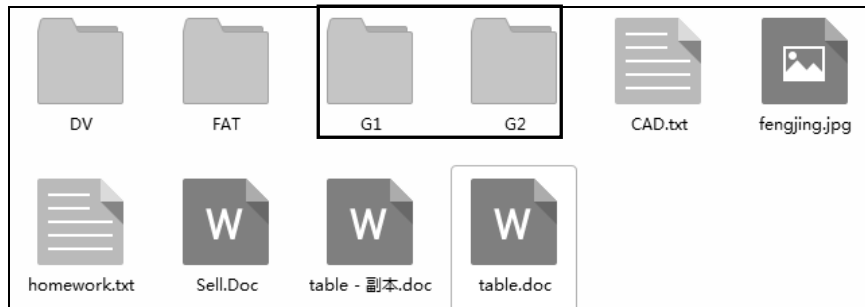 DV FAT G1 G2 CAD.txt fengjing.jpg
W W W
homework.txt Sell.Doc table - 副本.doc table.doc